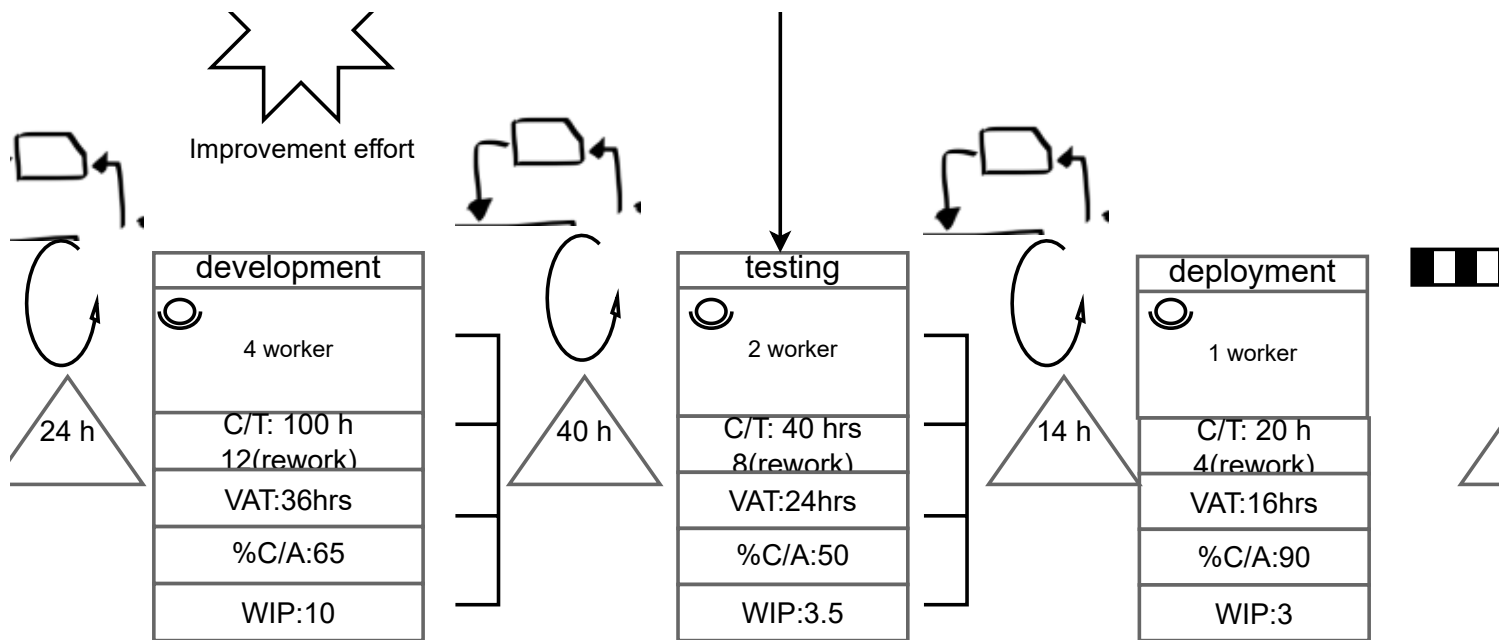 Improvement effort
development
4 worker
C/T: 100 h
12(rework)
VAT:36hrs
%C/A:65
WIP:10
testing
2 worker
C/T: 40 hrs
8(rework)
VAT:24hrs
%C/A:50
WIP:3.5
deployment
1 worker
C/T: 20 h
4(rework)
VAT:16hrs
%C/A:90
WIP:3
24 h
40 h
14 h